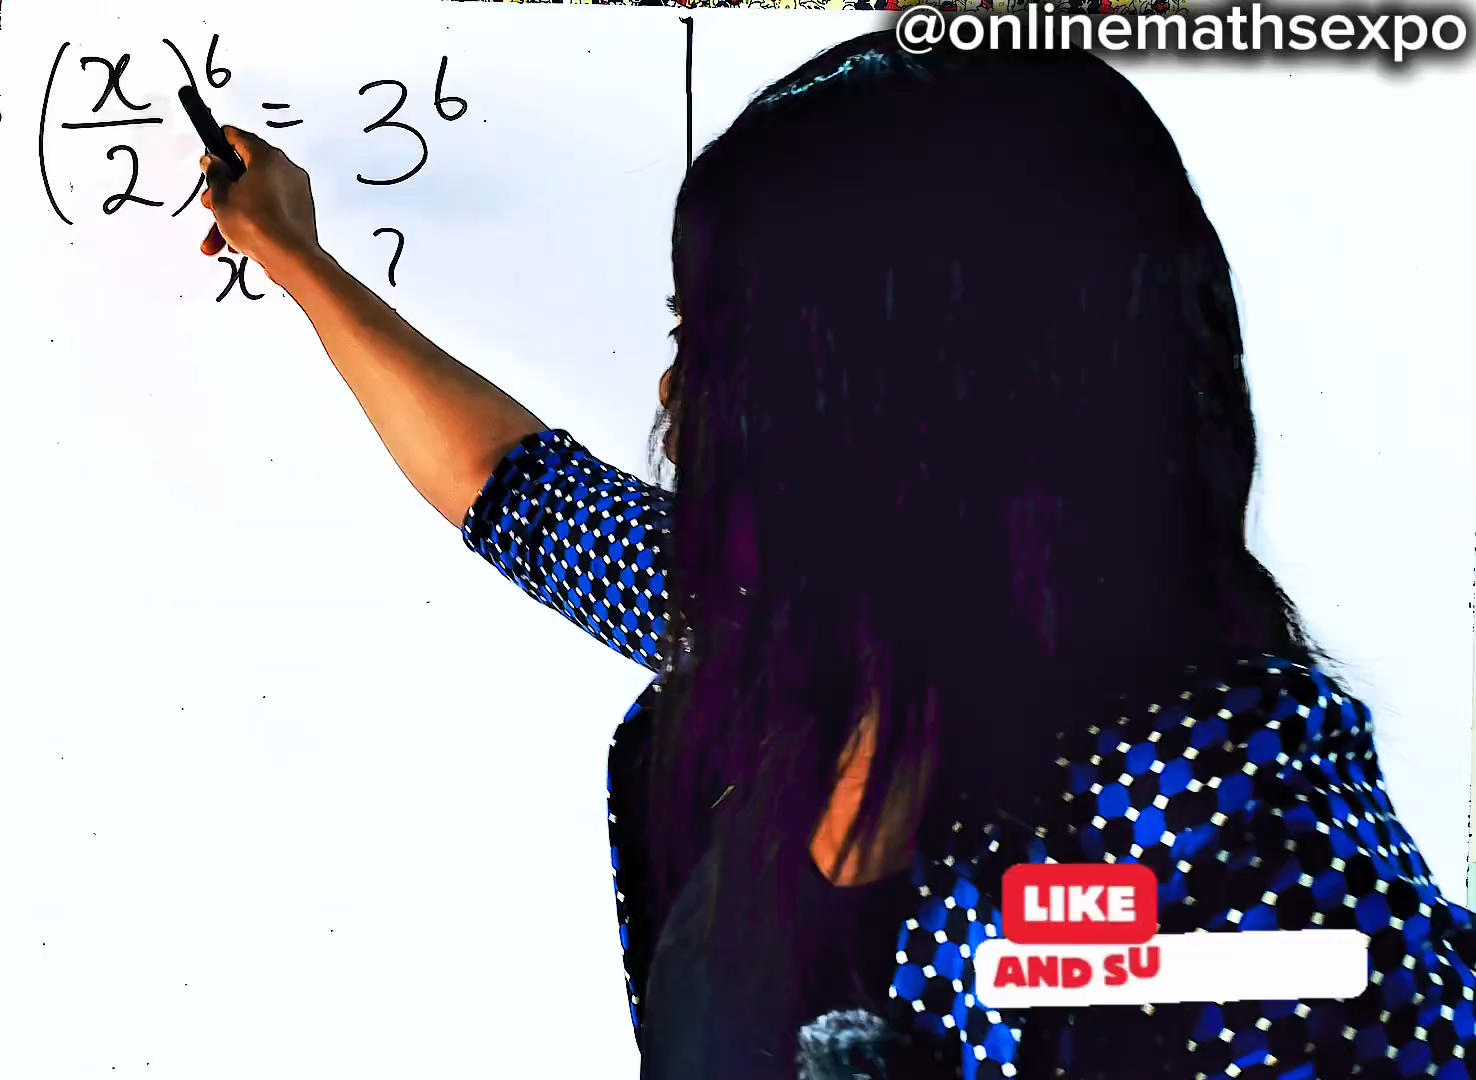 @onlinemathsexpo
(x/2)^6 = 3^6
x ?
LIKE
AND SU